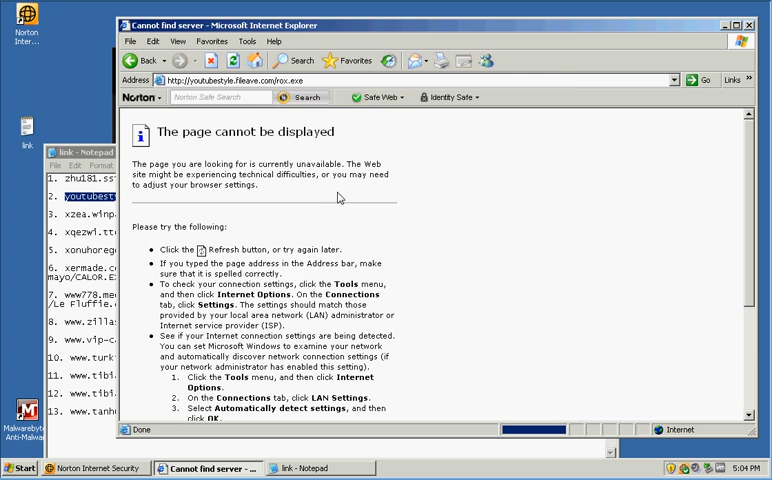 Norton
Inter...
link
Malwarebyt
Anti-Malwar
link - Notepad
File Edit Format
1. zhu181.ss
2. youtubest
3. xzea.winp
4. xqezwi.tt
5. xonuhoreg
6. xermade.c
mayo/CALOR.EX
7. www778.me
/Le Fluffie.
8. www.zillas
9. www.vip-c
10. www.turk
11. www.tibi
12. www.tibi
13. www.tanh
Cannot find server - Microsoft Internet Explorer
File Edit View Favorites Tools Help
Back Search Favorites
Address http://youtubestyle.fileave.com/rox.exe Go Links »
Norton Norton Safe Search Search Safe Web Identity Safe
The page cannot be displayed
The page you are looking for is currently unavailable. The Web
site might be experiencing technical difficulties, or you may need
to adjust your browser settings.
Please try the following:
Click the Refresh button, or try again later.
If you typed the page address in the Address bar, make
sure that it is spelled correctly.
To check your connection settings, click the Tools
menu, and then click Internet Options. On the Connections
tab, click Settings. The settings should match those
provided by your local area network (LAN) administrator or
Internet service provider (ISP).
See if your Internet connection settings are being detected.
You can set Microsoft Windows to examine your network
and automatically discover network connection settings (if
your network administrator has enabled this setting).
1. Click the Tools menu, and then click Internet
Options.
2. On the Connections tab, click LAN Settings.
3. Select Automatically detect settings, and then
click OK.
Done Internet
Start Norton Internet Security Cannot find server - ... link - Notepad 5:04 PM